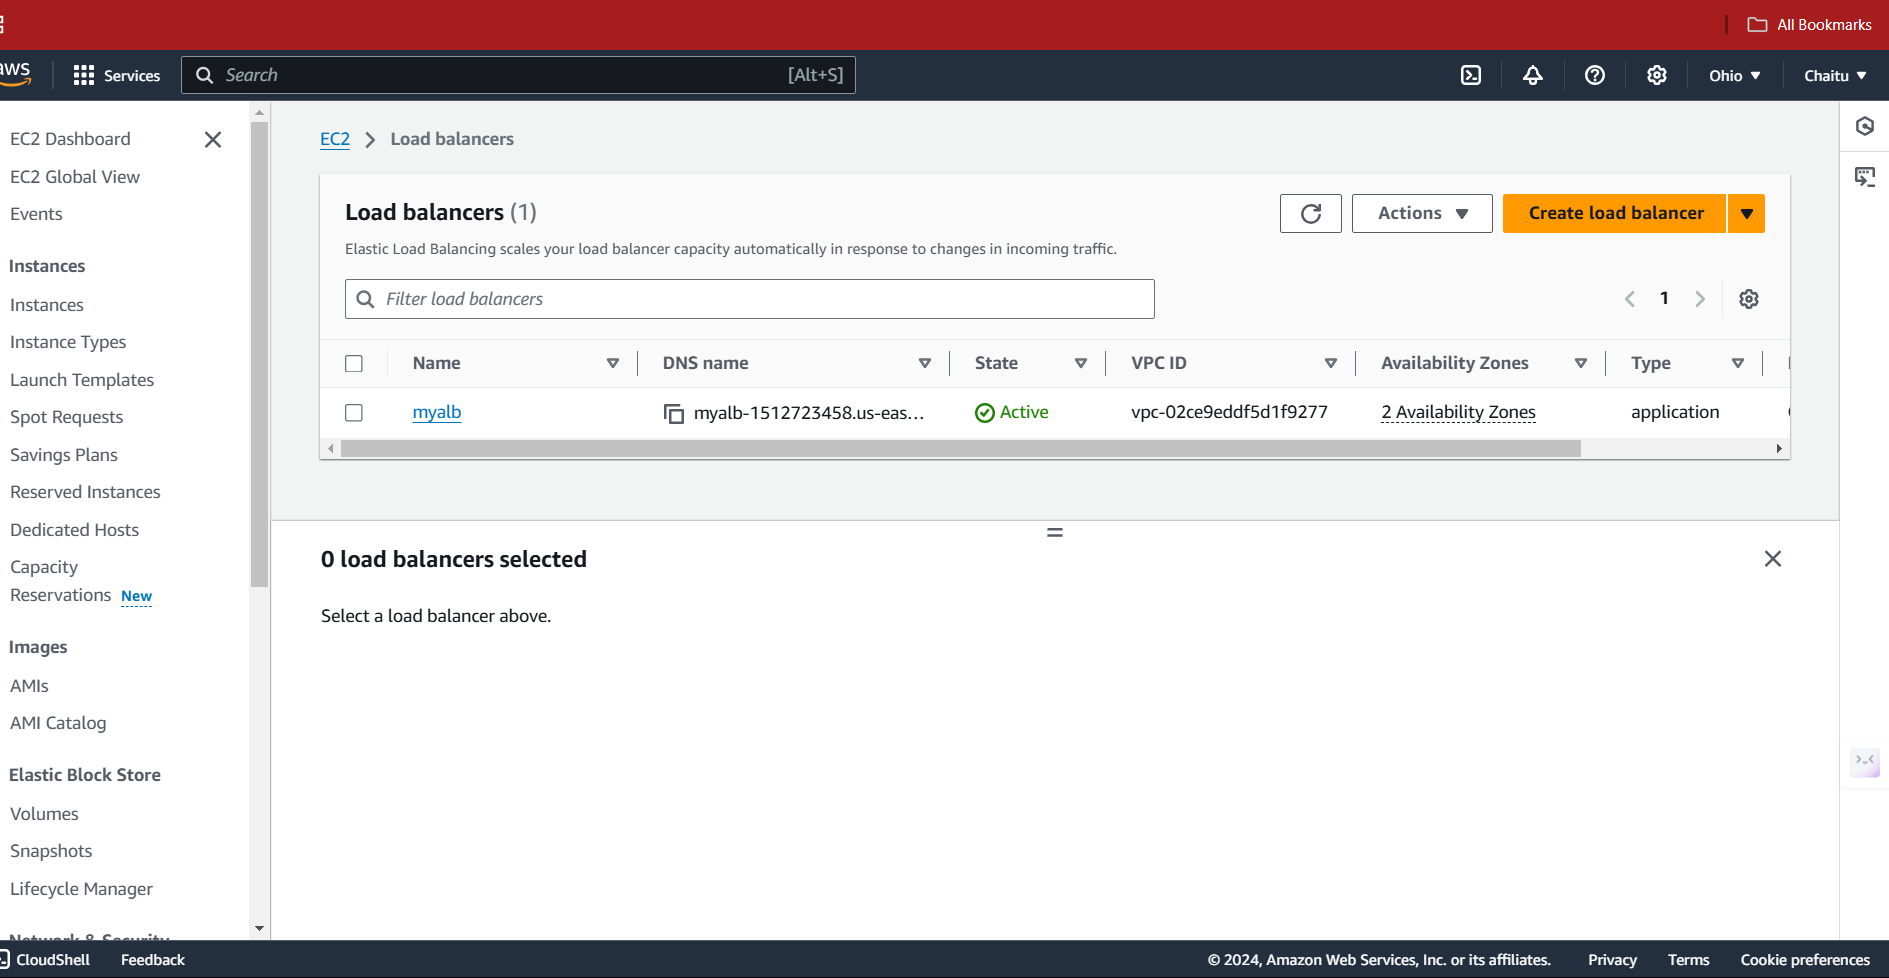 All Bookmarks
aws
Services
Search
[Alt+S]
Ohio
Chaitu
EC2 Dashboard
EC2 Global View
Events
Instances
Instances
Instance Types
Launch Templates
Spot Requests
Savings Plans
Reserved Instances
Dedicated Hosts
Capacity
Reservations New
Images
AMIs
AMI Catalog
Elastic Block Store
Volumes
Snapshots
Lifecycle Manager
Network & Security
EC2 > Load balancers
Load balancers (1)
Actions
Create load balancer
Elastic Load Balancing scales your load balancer capacity automatically in response to changes in incoming traffic.
Filter load balancers
1
Name DNS name State VPC ID Availability Zones Type
myalb myalb-1512723458.us-eas... Active vpc-02ce9eddf5d1f9277 2 Availability Zones application
0 load balancers selected
Select a load balancer above.
CloudShell Feedback © 2024, Amazon Web Services, Inc. or its affiliates. Privacy Terms Cookie preferences